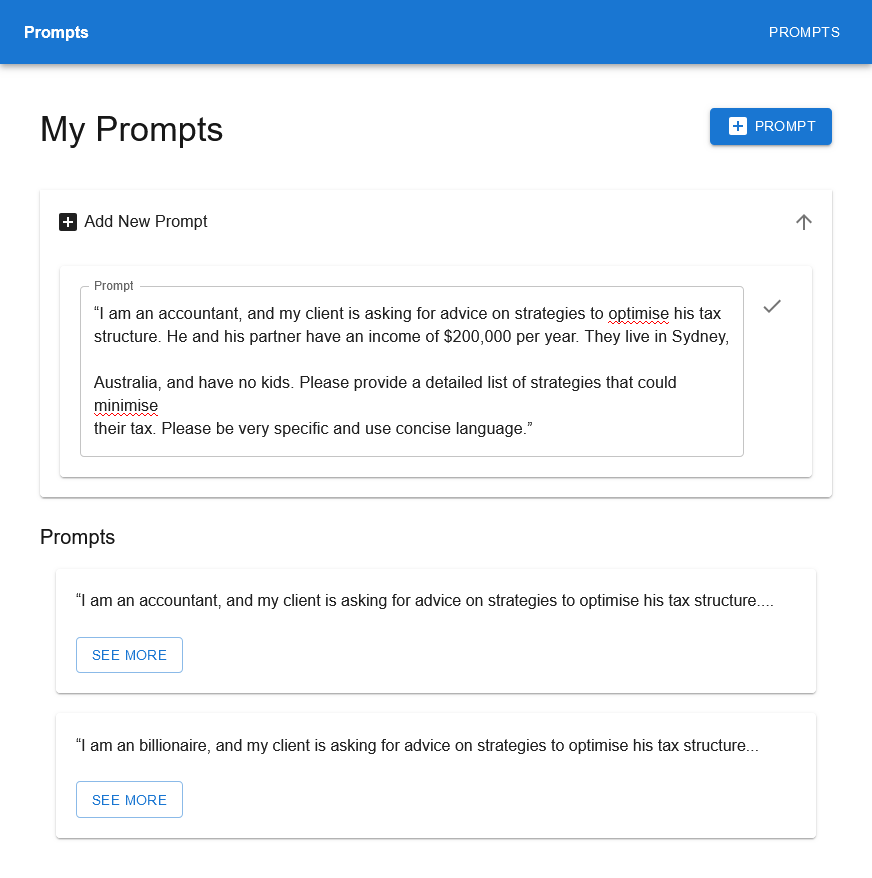 Prompts
PROMPTS
My Prompts
PROMPT
Add New Prompt
Prompt
“I am an accountant, and my client is asking for advice on strategies to optimise his tax
structure. He and his partner have an income of $200,000 per year. They live in Sydney,
Australia, and have no kids. Please provide a detailed list of strategies that could
minimise
their tax. Please be very specific and use concise language.”
Prompts
“I am an accountant, and my client is asking for advice on strategies to optimise his tax structure....
SEE MORE
“I am an billionaire, and my client is asking for advice on strategies to optimise his tax structure...
SEE MORE